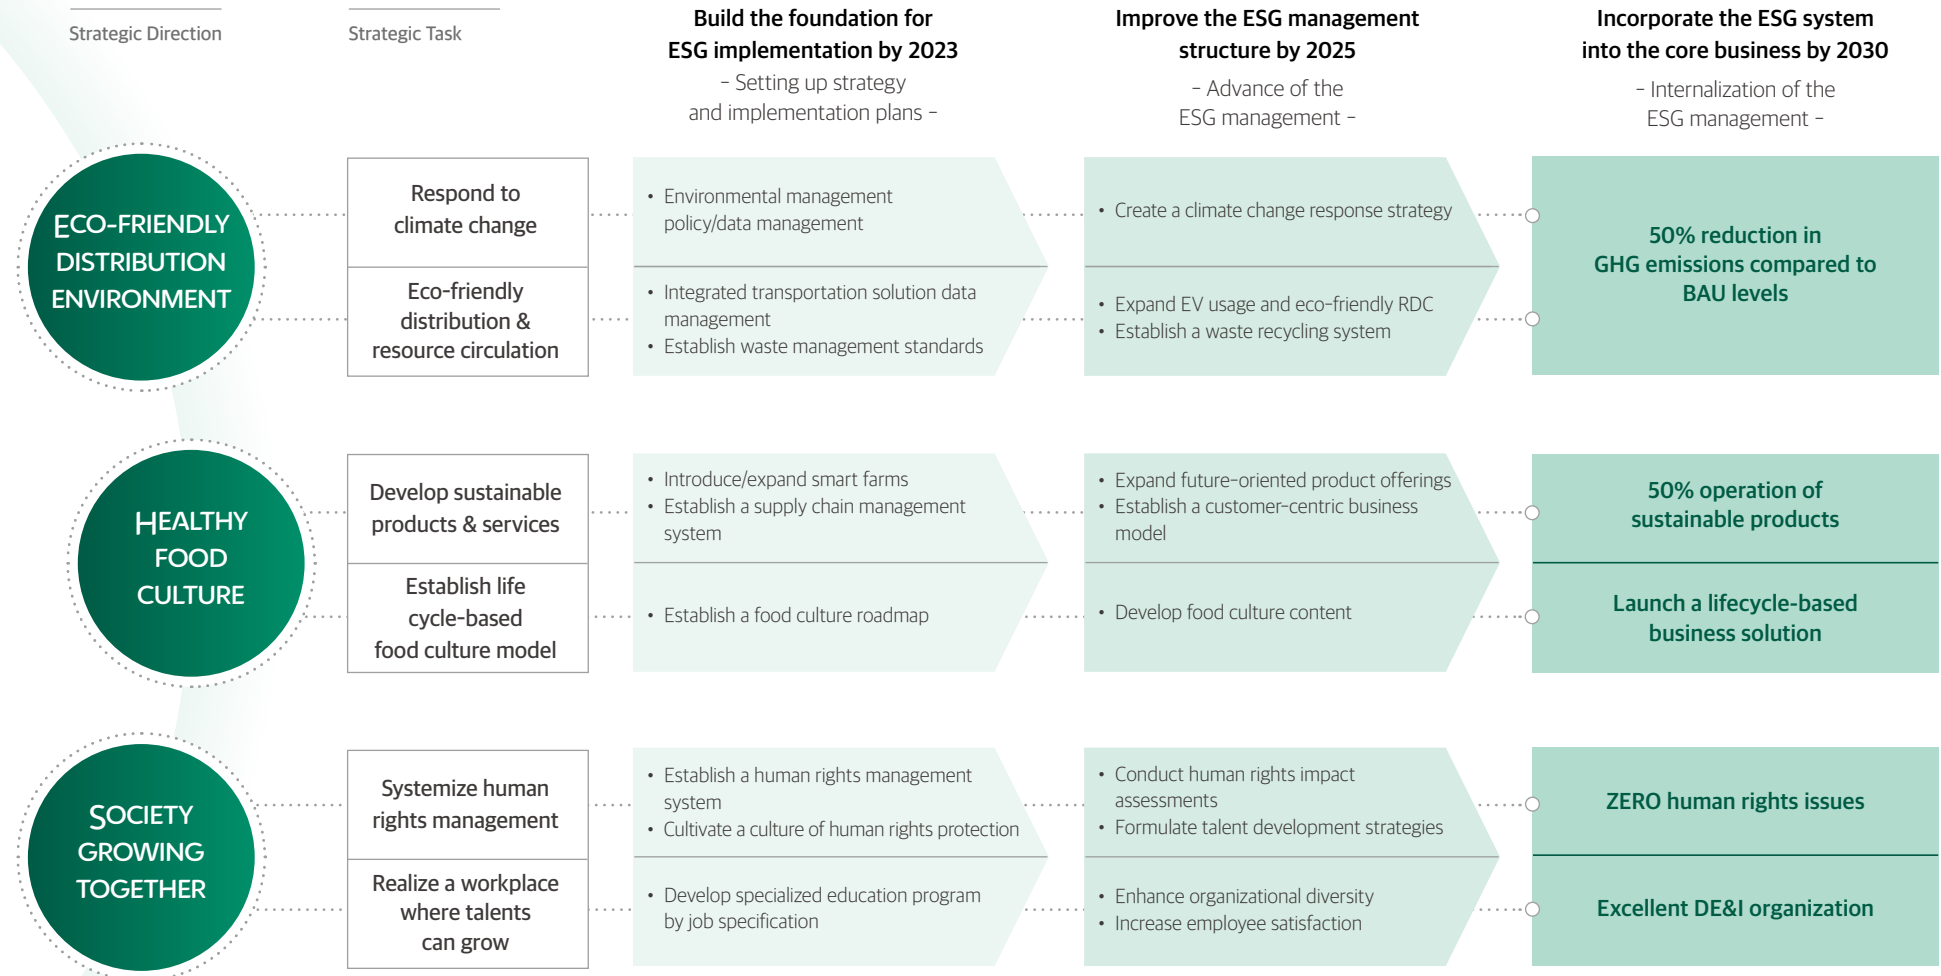 Strategic Direction
Strategic Task
Build the foundation for
ESG implementation by 2023
– Setting up strategy
and implementation plans –
Improve the ESG management
structure by 2025
– Advance of the
ESG management –
Incorporate the ESG system
into the core business by 2030
– Internalization of the
ESG management –
ECO-FRIENDLY
DISTRIBUTION
ENVIRONMENT
Respond to
climate change
• Environmental management
policy/data management
• Create a climate change response strategy
50% reduction in
GHG emissions compared to
BAU levels
Eco-friendly
distribution &
resource circulation
• Integrated transportation solution data
management
• Establish waste management standards
• Expand EV usage and eco-friendly RDC
• Establish a waste recycling system
HEALTHY
FOOD
CULTURE
Develop sustainable
products & services
• Introduce/expand smart farms
• Establish a supply chain management
system
• Expand future-oriented product offerings
• Establish a customer-centric business
model
50% operation of
sustainable products
Establish life
cycle-based
food culture model
• Establish a food culture roadmap
• Develop food culture content
Launch a lifecycle-based
business solution
SOCIETY
GROWING
TOGETHER
Systemize human
rights management
• Establish a human rights management
system
• Cultivate a culture of human rights protection
• Conduct human rights impact
assessments
• Formulate talent development strategies
ZERO human rights issues
Realize a workplace
where talents
can grow
• Develop specialized education program
by job specification
• Enhance organizational diversity
• Increase employee satisfaction
Excellent DE&I organization